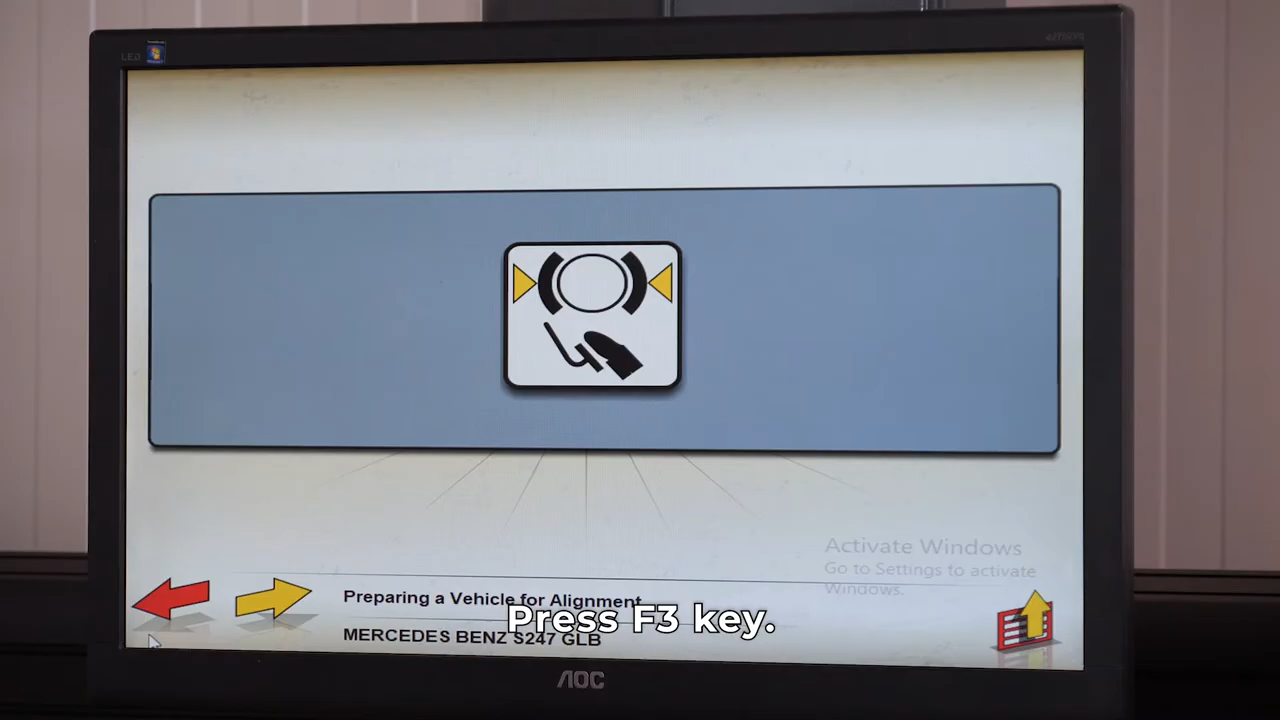 LED
Activate Windows
Go to Settings to activate
Windows.
Preparing a Vehicle for Alignment
Press F3 key.
MERCEDES BENZ S247 GLB
AOC